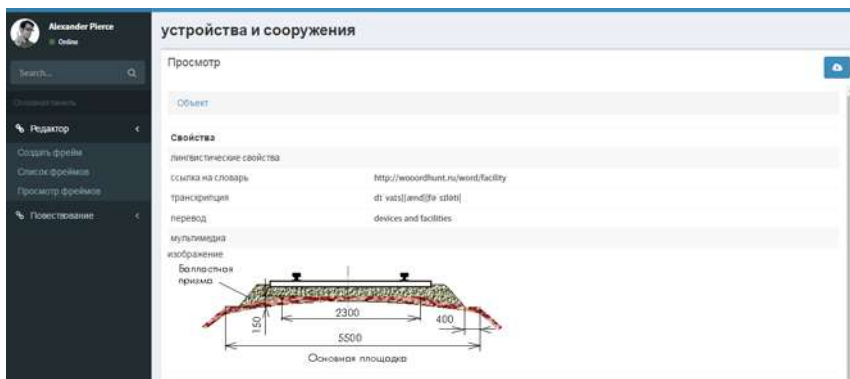 Alexander Pierce
Online
Search...
Основная панель
Редактор
Создать фрейм
Список фреймов
Просмотр фреймов
Повествование
устройства и сооружения
Просмотр
Объект
Свойства
лингвистические свойства
ссылка на словарь http://wooordhunt.ru/word/facility
транскрипция
перевод devices and facilities
мультимедиа
изображение
Балластная
призма
2300
400
150
5500
Основная площадка